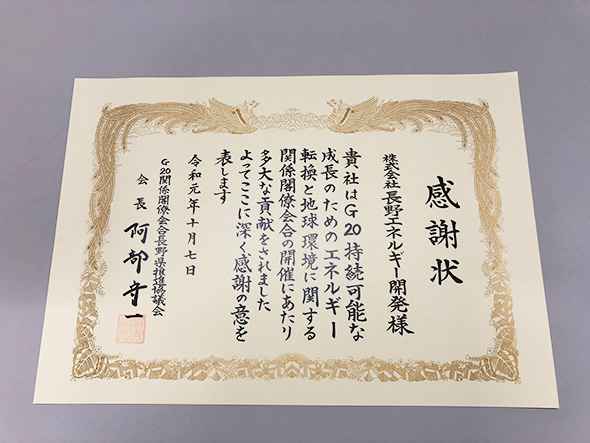 感謝状
株式会社長野エネルギー開発様
貴社はG20持続可能な
成長のためのエネルギー
転換と地球環境に関する
関係閣僚会合の開催にあたり
多大な貢献をされました
よってここに深く感謝の意を
表します
令和元年十月七日
G20関係閣僚会合長野県推進協議会
会長 阿部守一